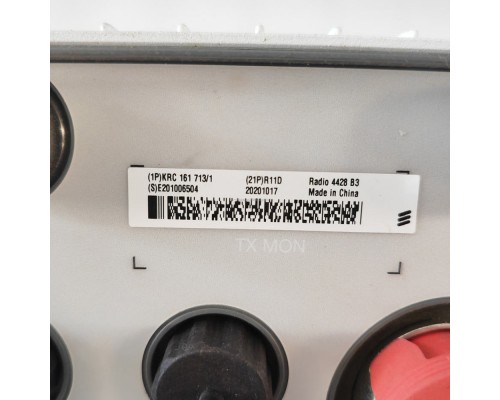 (1P)KRC 161 713/1 (21P)R11D Radio 4428 B3
(S)E201006504 20201017 Made in China
TX MON